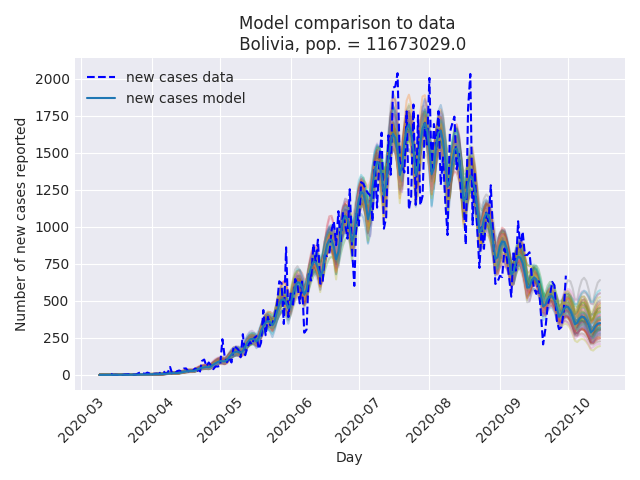 Model comparison to data
Bolivia, pop. = 11673029.0
new cases data
new cases model
Number of new cases reported
2000
1750
1500
1250
1000
750
500
250
0
2020-03
2020-04
2020-05
2020-06
2020-07
2020-08
2020-09
2020-10
Day